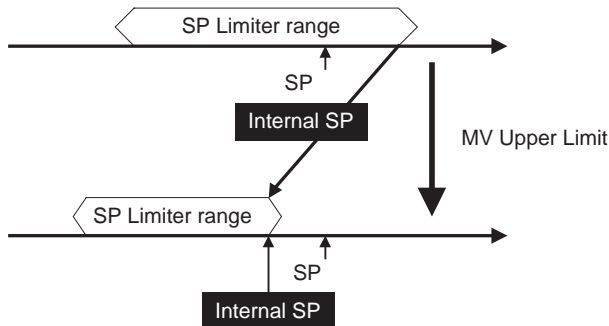 SP Limiter range
SP
Internal SP
MV Upper Limit
SP Limiter range
SP
Internal SP